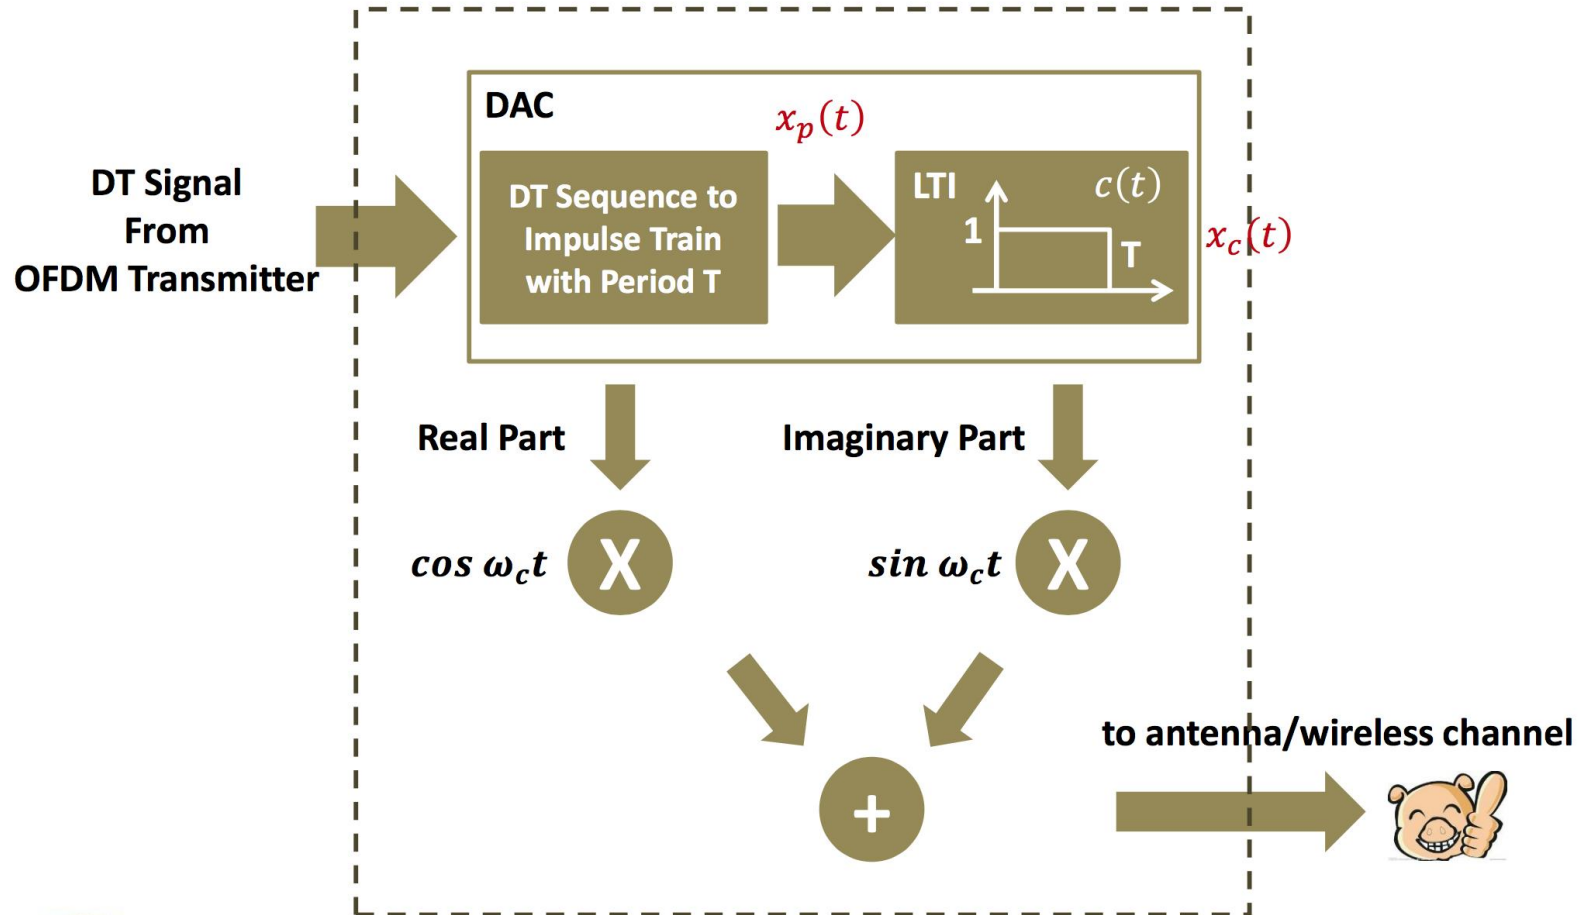 DAC
x_p(t)
DT Signal
From
OFDM Transmitter
DT Sequence to
Impulse Train
with Period T
LTI
c(t)
1
T
x_c(t)
Real Part
Imaginary Part
cos ω_c t
X
sin ω_c t
X
to antenna/wireless channel
+